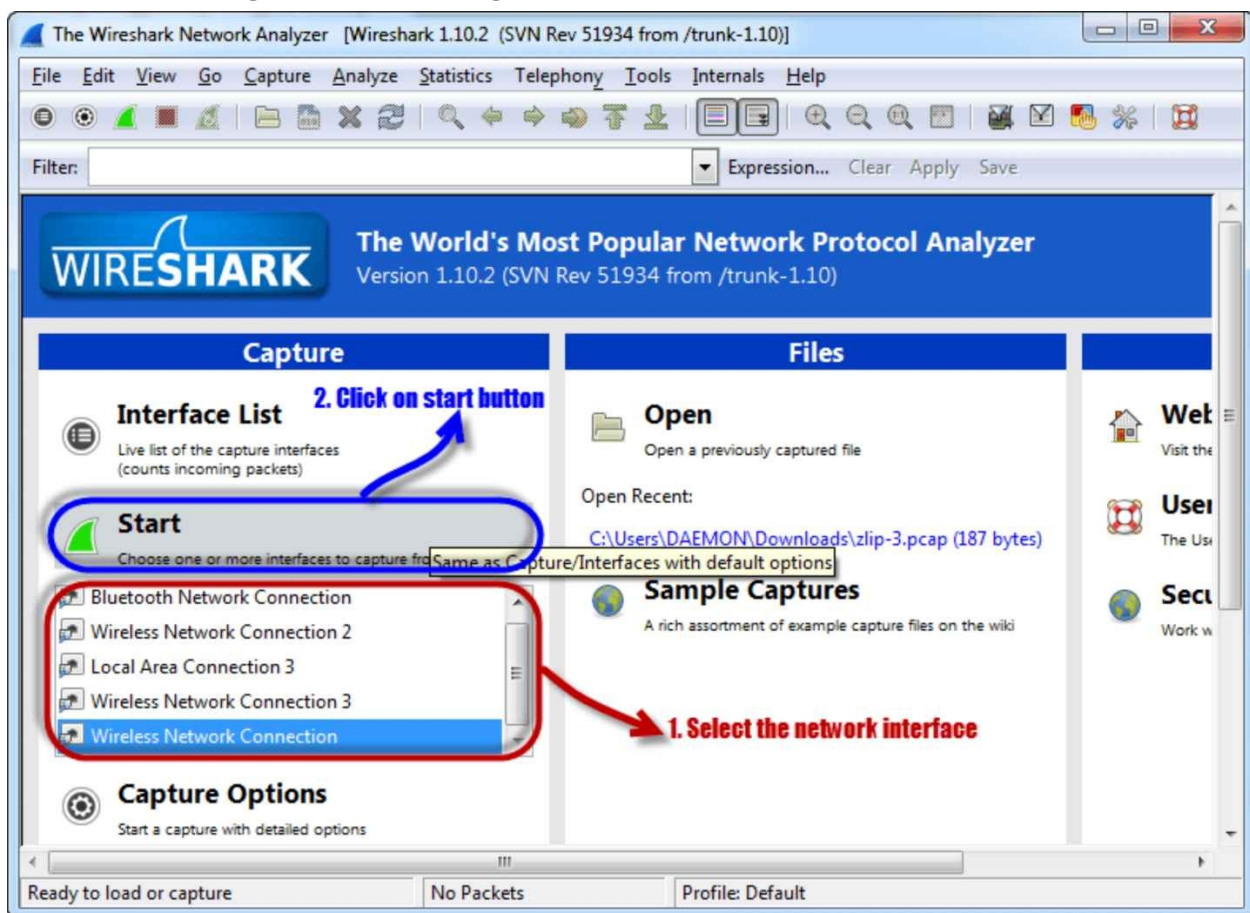 The Wireshark Network Analyzer [Wireshark 1.10.2 (SVN Rev 51934 from /trunk-1.10)]
File Edit View Go Capture Analyze Statistics Telephony Tools Internals Help
Filter: Expression... Clear Apply Save
WIRESHARK
The World's Most Popular Network Protocol Analyzer
Version 1.10.2 (SVN Rev 51934 from /trunk-1.10)
Capture
2. Click on start button
Interface List
Live list of the capture interfaces
(counts incoming packets)
Start
Choose one or more interfaces to capture
Same as Capture/Interfaces with default options
Bluetooth Network Connection
Wireless Network Connection 2
Local Area Connection 3
Wireless Network Connection 3
Wireless Network Connection
1. Select the network interface
Capture Options
Start a capture with detailed options
Files
Open
Open a previously captured file
Open Recent:
C:\Users\DAEMON\Downloads\zlip-3.pcap (187 bytes)
Sample Captures
A rich assortment of example capture files on the wiki
Visit the
The
Work
Ready to load or capture
No Packets
Profile: Default